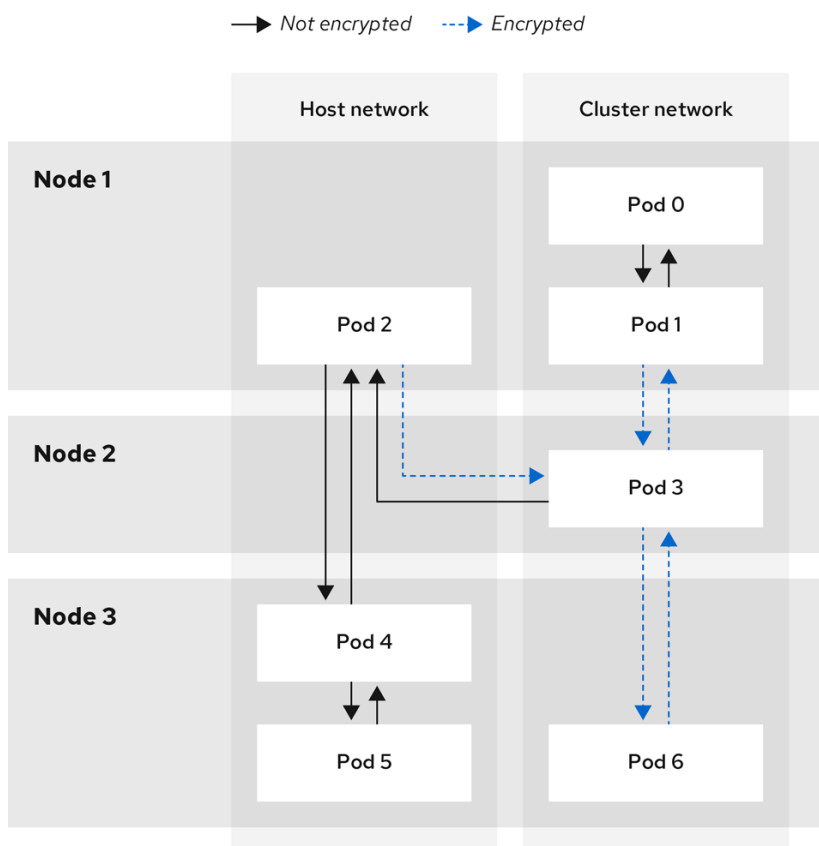 Not encrypted
Encrypted
Host network
Cluster network
Node 1
Pod 0
Pod 2
Pod 1
Node 2
Pod 3
Node 3
Pod 4
Pod 5
Pod 6